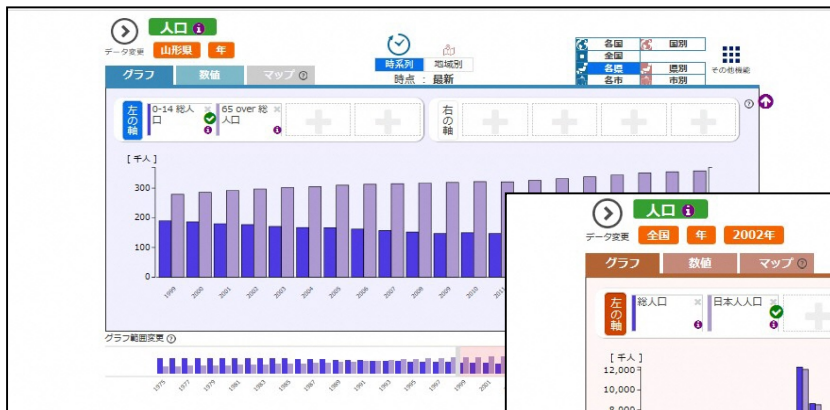 人口
データ変更 山形県 年
時系列 地域別
時点 : 最新
各国 国別
全国
各県 県別
各市 市別
その他機能
グラフ 数値 マップ
左の軸
0-14 総人口
65 over 総人口
右の軸
[千人]
300
200
100
0
1999 2000 2001 2002 2003 2004 2005 2006 2007 2008 2009 2010 2011
グラフ範囲変更
1975 1977 1979 1981 1983 1985 1987 1989 1991 1993 1995 1997 1999 2001
人口
データ変更 全国 年 2002年
グラフ 数値 マップ
左の軸
総人口
日本人人口
[千人]
12,000
10,000
8,000